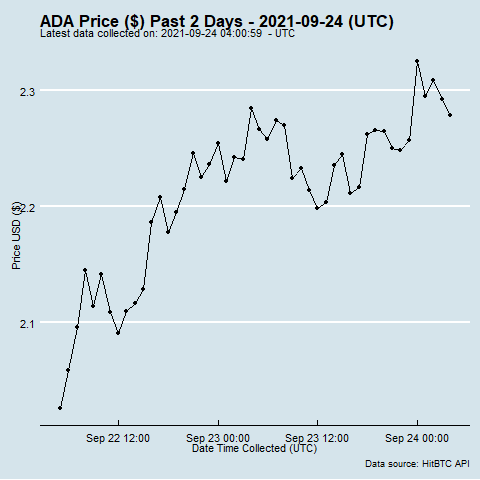 ADA Price ($) Past 2 Days - 2021-09-24 (UTC)
Latest data collected on: 2021-09-24 04:00:59 - UTC
2.3
2.2
2.1
Price USD ($)
Sep 22 12:00
Sep 23 00:00
Sep 23 12:00
Sep 24 00:00
Date Time Collected (UTC)
Data source: HitBTC API